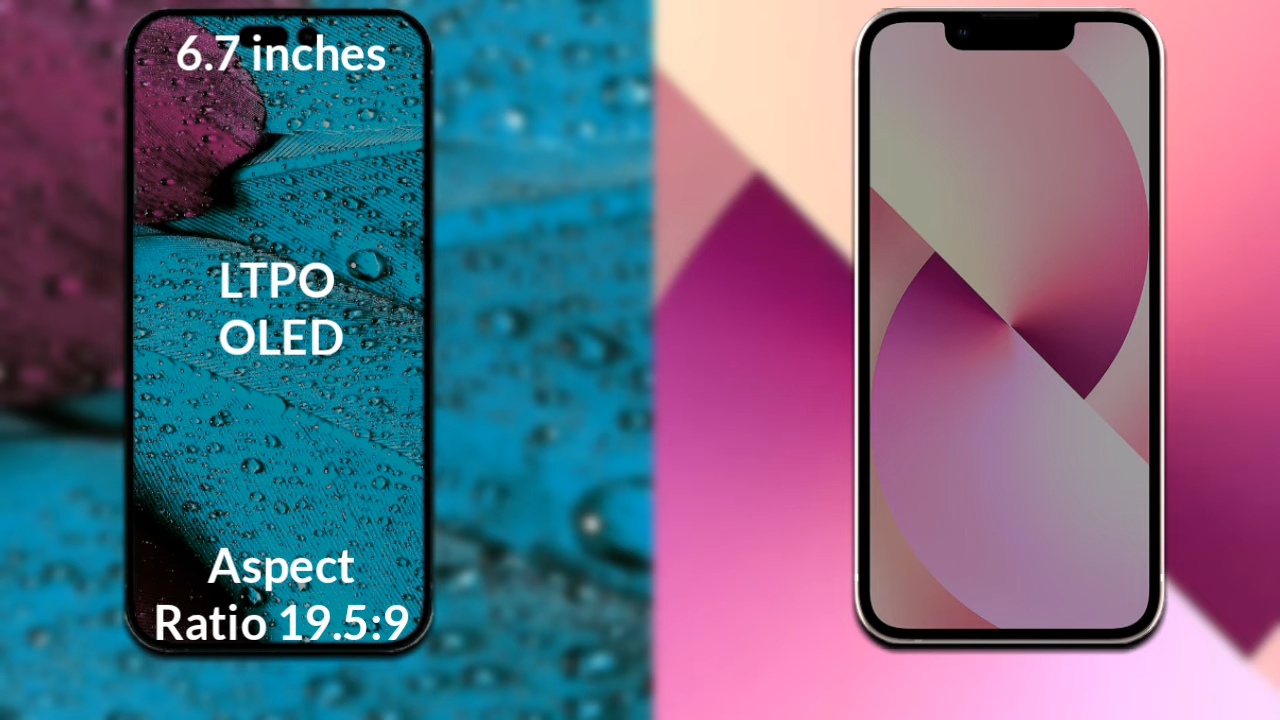 6.7 inches
LTPO
OLED
Aspect
Ratio 19.5:9